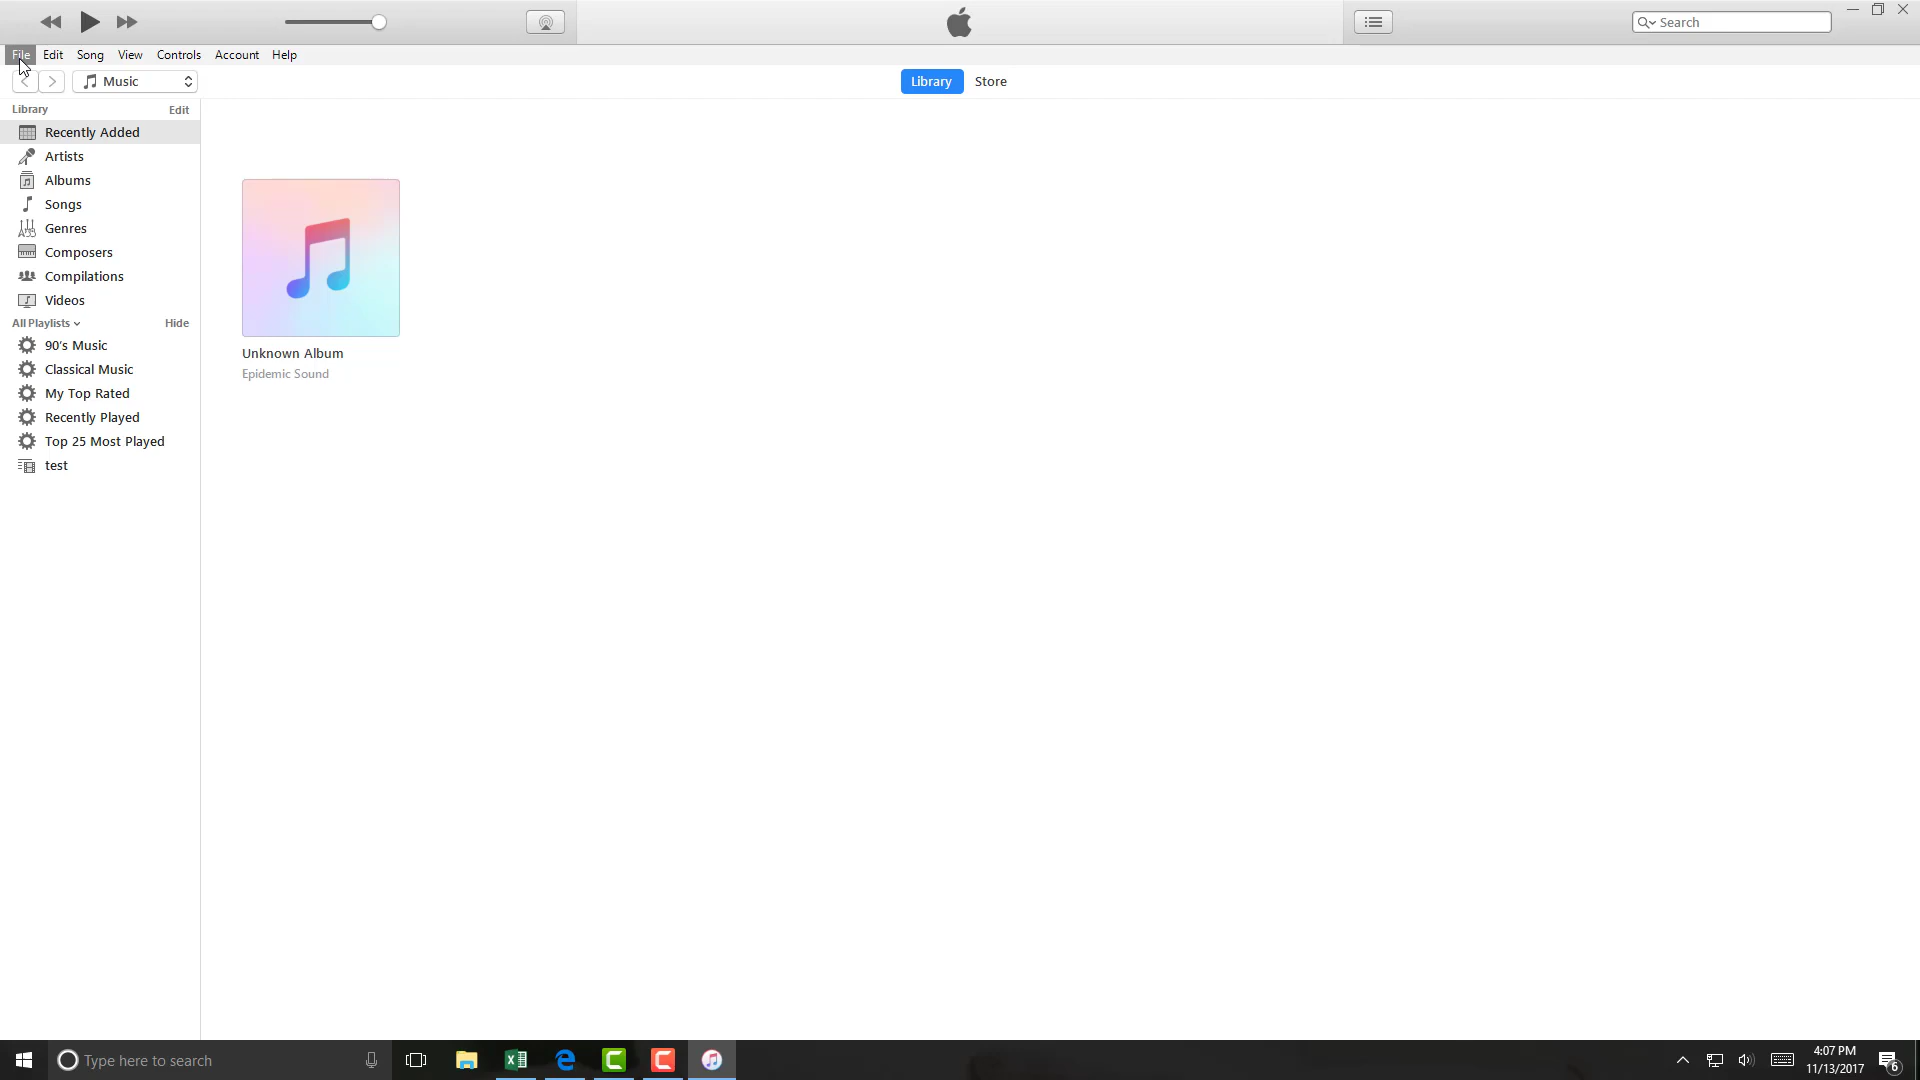 Search
File Edit Song View Controls Account Help
Music
Library Store
Library Edit
Recently Added
Artists
Albums
Songs
Genres
Composers
Compilations
Videos
All Playlists Hide
90's Music
Classical Music
My Top Rated
Recently Played
Top 25 Most Played
test
Unknown Album
Epidemic Sound
Type here to search
4:07 PM
11/13/2017
6